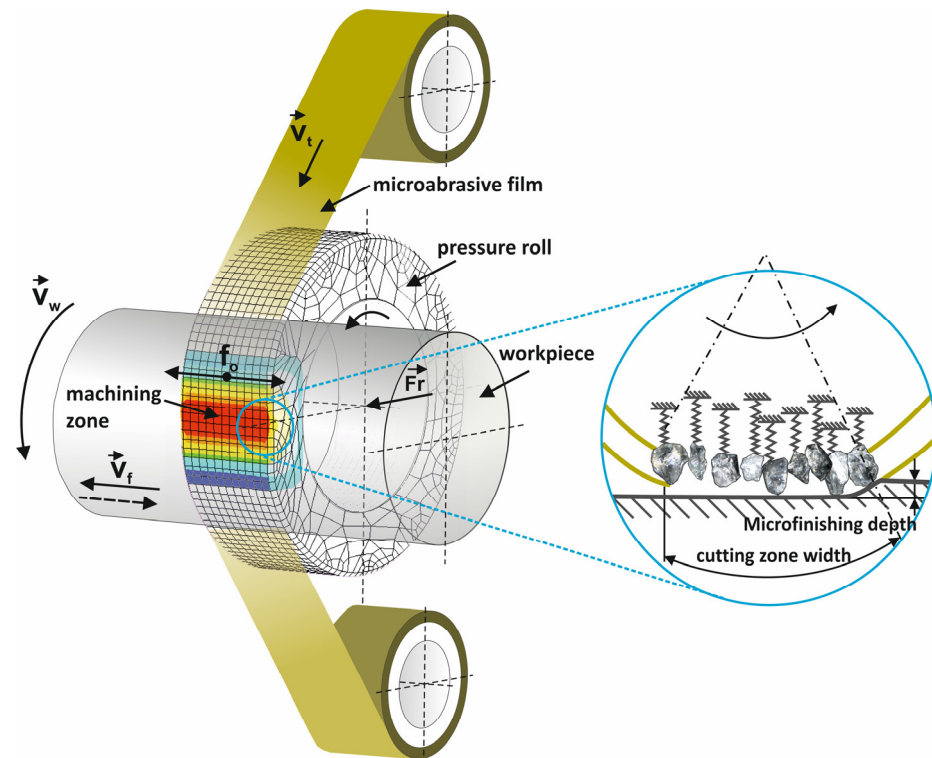 Vt
microabrasive film
pressure roll
Vw
workpiece
fo
Fr
machining
zone
Vf
Microfinishing depth
cutting zone width